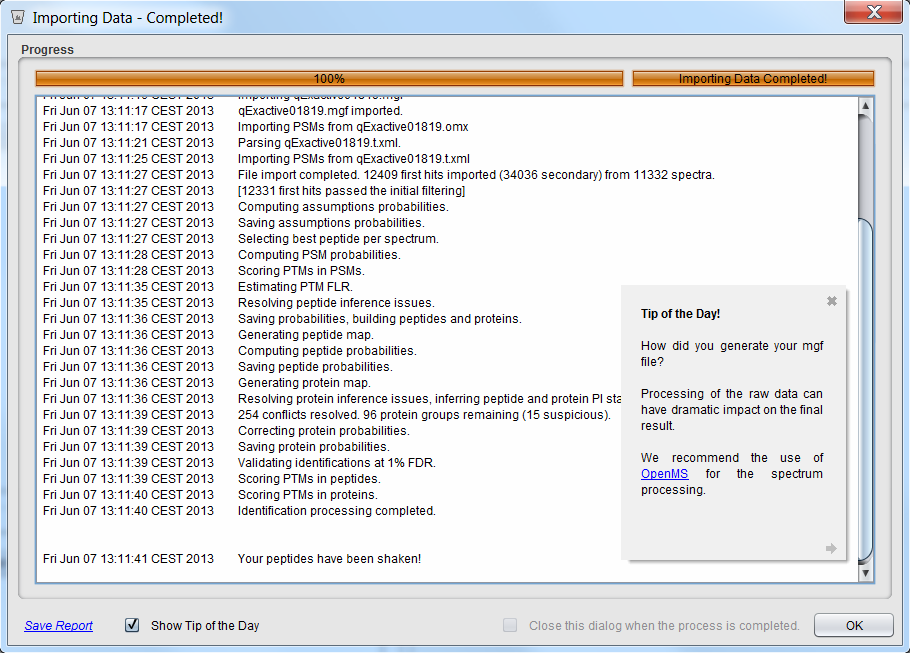 Importing Data - Completed!
Progress
100%
Importing Data Completed!
Fri Jun 07 13:11:17 CEST 2013 qExactive01819.mgf imported.
Fri Jun 07 13:11:17 CEST 2013 Importing PSMs from qExactive01819.omx
Fri Jun 07 13:11:21 CEST 2013 Parsing qExactive01819.t.xml.
Fri Jun 07 13:11:25 CEST 2013 Importing PSMs from qExactive01819.t.xml
Fri Jun 07 13:11:27 CEST 2013 File import completed. 12409 first hits imported (34036 secondary) from 11332 spectra.
Fri Jun 07 13:11:27 CEST 2013 [12331 first hits passed the initial filtering]
Fri Jun 07 13:11:27 CEST 2013 Computing assumptions probabilities.
Fri Jun 07 13:11:27 CEST 2013 Saving assumptions probabilities.
Fri Jun 07 13:11:27 CEST 2013 Selecting best peptide per spectrum.
Fri Jun 07 13:11:28 CEST 2013 Computing PSM probabilities.
Fri Jun 07 13:11:28 CEST 2013 Scoring PTMs in PSMs.
Fri Jun 07 13:11:35 CEST 2013 Estimating PTM FLR.
Fri Jun 07 13:11:35 CEST 2013 Resolving peptide inference issues.
Fri Jun 07 13:11:36 CEST 2013 Saving probabilities, building peptides and proteins.
Fri Jun 07 13:11:36 CEST 2013 Generating peptide map.
Fri Jun 07 13:11:36 CEST 2013 Computing peptide probabilities.
Fri Jun 07 13:11:36 CEST 2013 Saving peptide probabilities.
Fri Jun 07 13:11:36 CEST 2013 Generating protein map.
Fri Jun 07 13:11:36 CEST 2013 Resolving protein inference issues, inferring peptide and protein PI sta
Fri Jun 07 13:11:39 CEST 2013 254 conflicts resolved. 96 protein groups remaining (15 suspicious).
Fri Jun 07 13:11:39 CEST 2013 Correcting protein probabilities.
Fri Jun 07 13:11:39 CEST 2013 Saving protein probabilities.
Fri Jun 07 13:11:39 CEST 2013 Validating identifications at 1% FDR.
Fri Jun 07 13:11:39 CEST 2013 Scoring PTMs in peptides.
Fri Jun 07 13:11:40 CEST 2013 Scoring PTMs in proteins.
Fri Jun 07 13:11:40 CEST 2013 Identification processing completed.
Fri Jun 07 13:11:41 CEST 2013 Your peptides have been shaken!
Tip of the Day!
How did you generate your mgf
file?
Processing of the raw data can
have dramatic impact on the final
result.
We recommend the use of
OpenMS for the spectrum
processing.
Save Report
Show Tip of the Day
Close this dialog when the process is completed.
OK